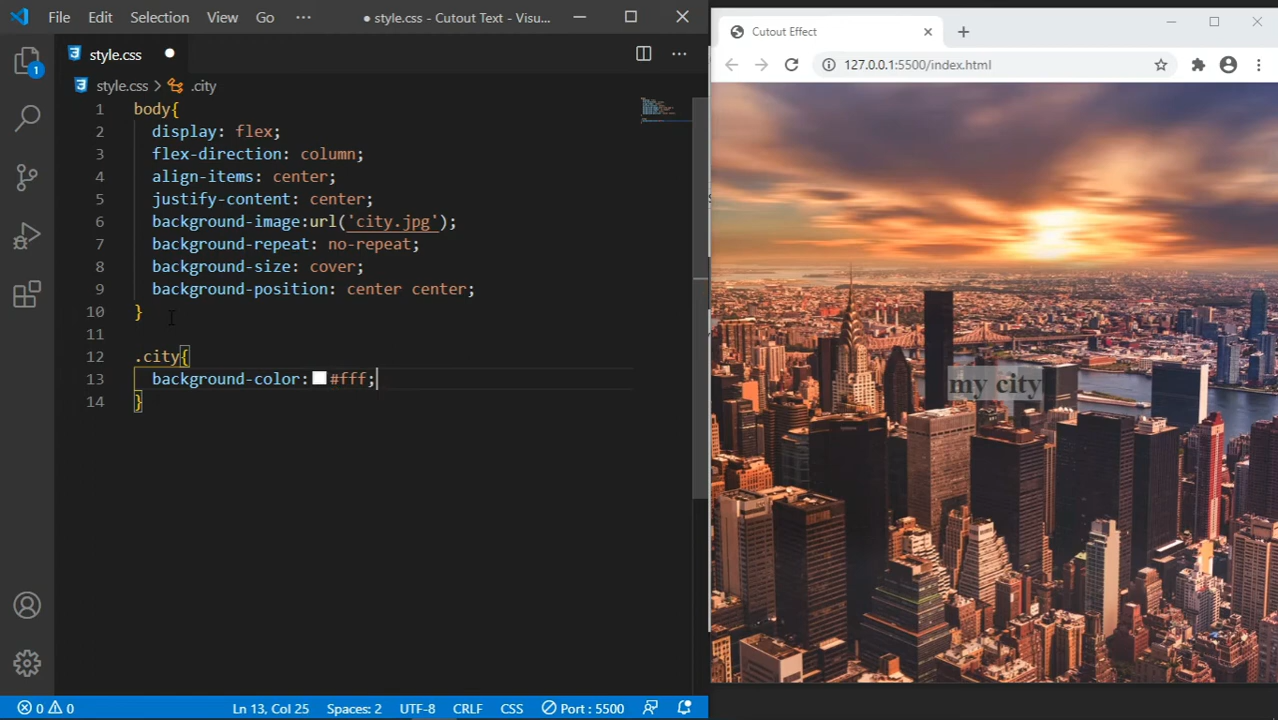 File Edit Selection View Go ··· ● style.css - Cutout Text - Visu...
style.css
style.css > .city
1 body{
2 display: flex;
3 flex-direction: column;
4 align-items: center;
5 justify-content: center;
6 background-image:url('city.jpg');
7 background-repeat: no-repeat;
8 background-size: cover;
9 background-position: center center;
10 }
11
12 .city{
13 background-color: #fff;
14 }
1
0 0 Ln 13, Col 25 Spaces: 2 UTF-8 CRLF CSS Port : 5500
Cutout Effect
127.0.0.1:5500/index.html
my city